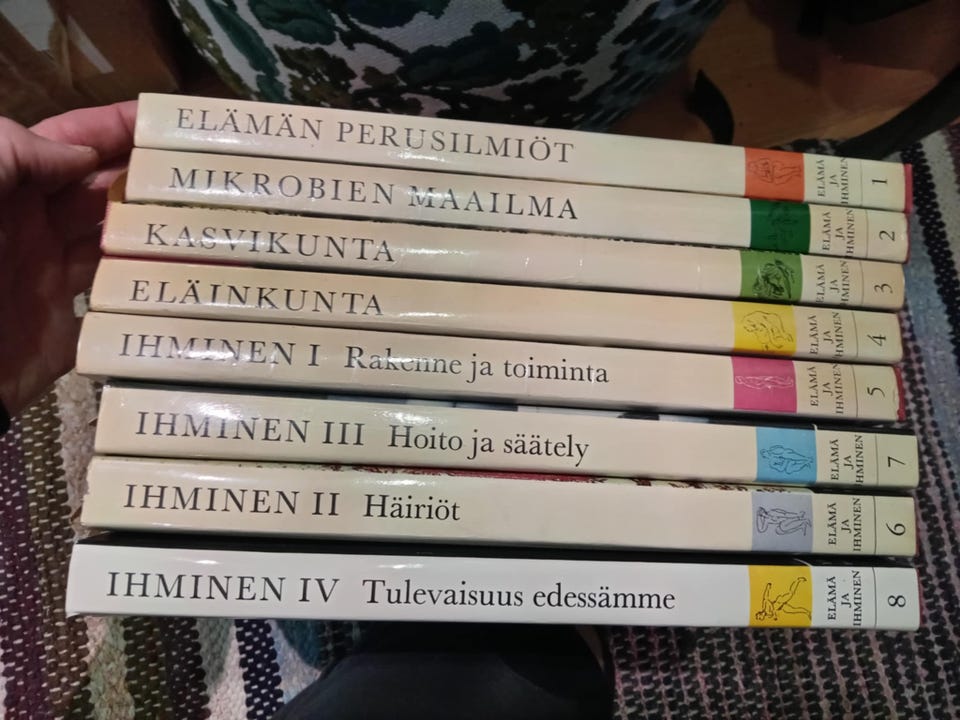 ELÄMÄN PERUSILMIÖT
ELÄMÄ
JA
IHMINEN
1
MIKROBIEN MAAILMA
ELÄMÄ
JA
IHMINEN
2
KASVIKUNTA
ELÄMÄ
JA
IHMINEN
3
ELÄINKUNTA
ELÄMÄ
JA
IHMINEN
4
IHMINEN I Rakenne ja toiminta
ELÄMÄ
JA
IHMINEN
5
IHMINEN III Hoito ja säätely
ELÄMÄ
JA
IHMINEN
7
IHMINEN II Häiriöt
ELÄMÄ
JA
IHMINEN
6
IHMINEN IV Tulevaisuus edessämme
ELÄMÄ
JA
IHMINEN
8